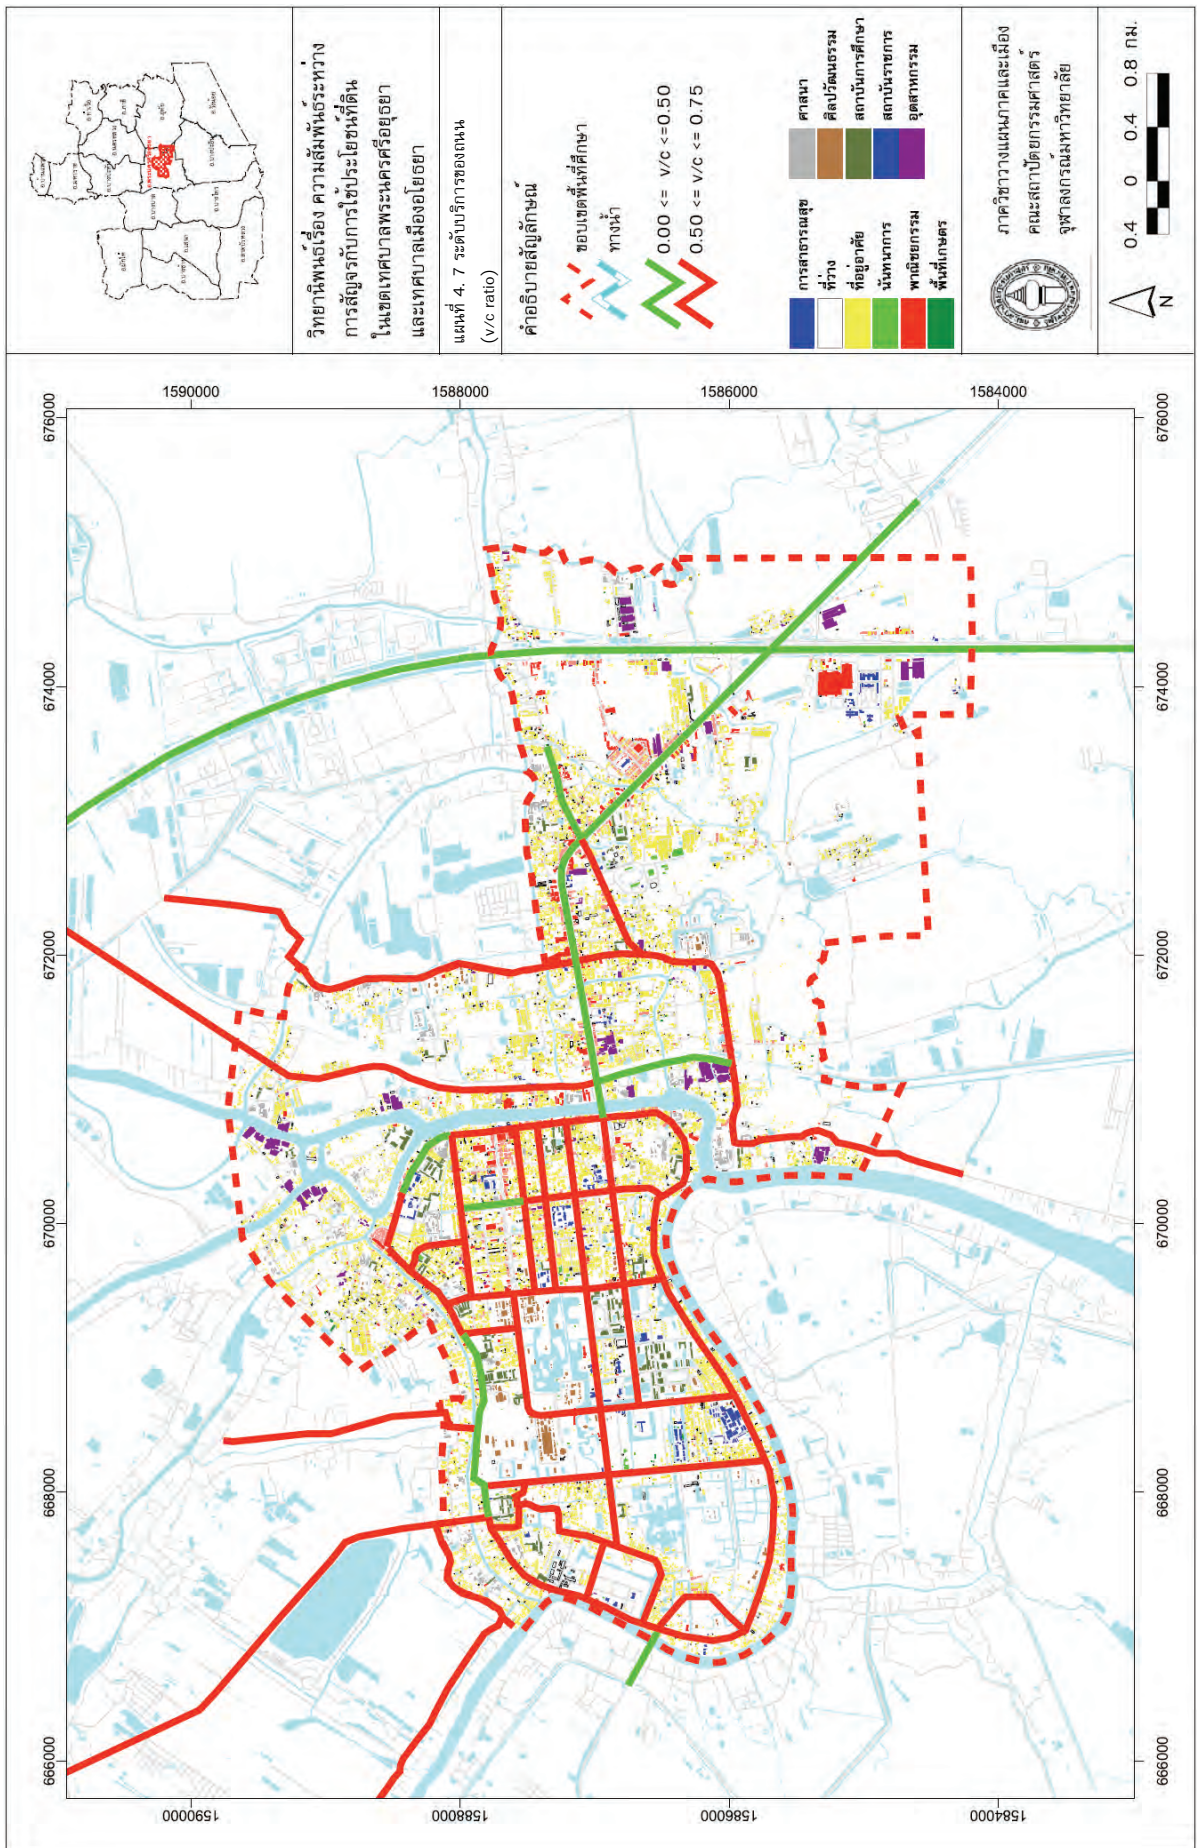 วิทยานิพนธ์เรื่อง ความสัมพันธ์ระหว่าง
การสัญจรกับการใช้ประโยชน์ที่ดิน
ในเขตเทศบาลพระนครศรีอยุธยา
และเทศบาลเมืองอโยธยา
แผนที่ 4. 7 ระดับบริการของถนน
(v/c ratio)
คำอธิบายสัญลักษณ์
ขอบเขตพื้นที่ศึกษา
ทางน้ำ
0.00 <= v/c <=0.50
0.50 <= v/c <= 0.75
การสาธารณสุข
ที่ว่าง
ที่อยู่อาศัย
นันทนาการ
พาณิชยกรรม
พื้นที่เกษตร
ศาสนา
ศิลปวัฒนธรรม
สถาบันการศึกษา
สถาบันราชการ
อุตสาหกรรม
ภาควิชาวางแผนภาคและเมือง
คณะสถาปัตยกรรมศาสตร์
จุฬาลงกรณ์มหาวิทยาลัย
N
0.4 0 0.4 0.8 กม.
666000 668000 670000 672000 674000 676000
1590000 1588000 1586000 1584000
1590000 1588000 1586000 1584000
666000 668000 670000 672000 674000 676000